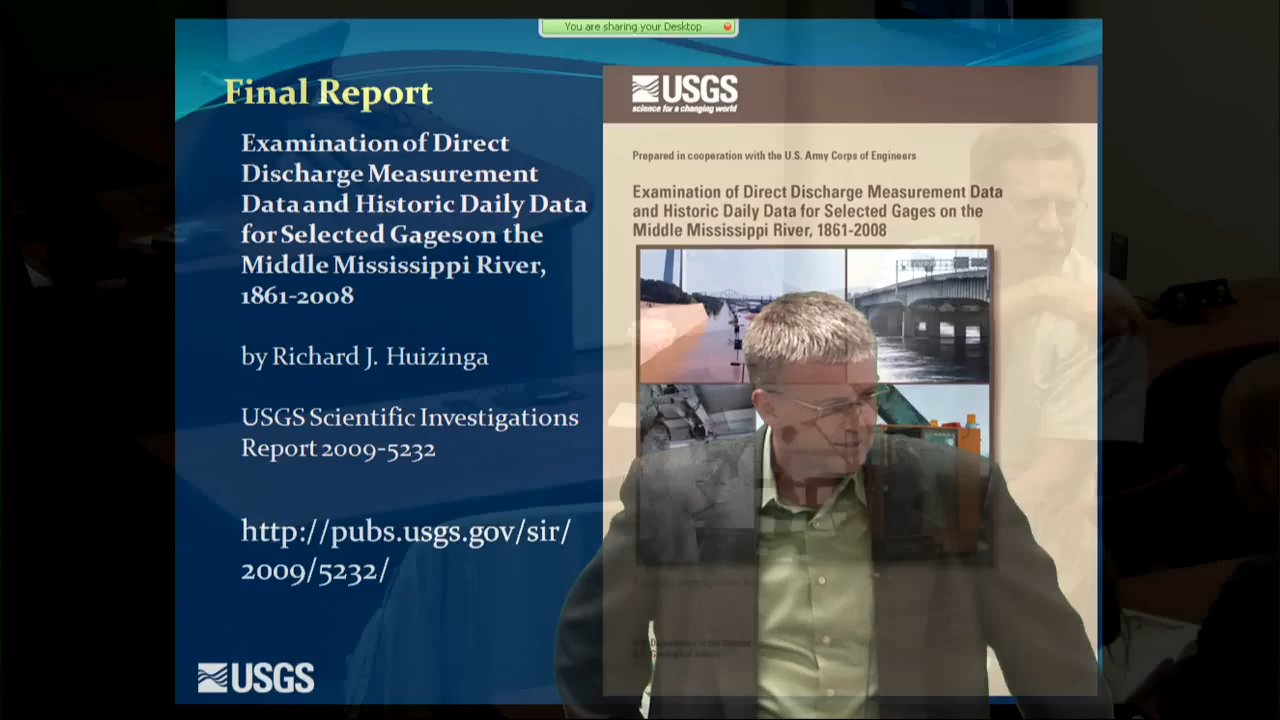 You are sharing your Desktop
Final Report
Examination of Direct
Discharge Measurement
Data and Historic Daily Data
for Selected Gages on the
Middle Mississippi River,
1861-2008
by Richard J. Huizinga
USGS Scientific Investigations
Report 2009-5232
http://pubs.usgs.gov/sir/
2009/5232/
USGS
USGS
science for a changing world
Prepared in cooperation with the U.S. Army Corps of Engineers
Examination of Direct Discharge Measurement Data
and Historic Daily Data for Selected Gages on the
Middle Mississippi River, 1861-2008